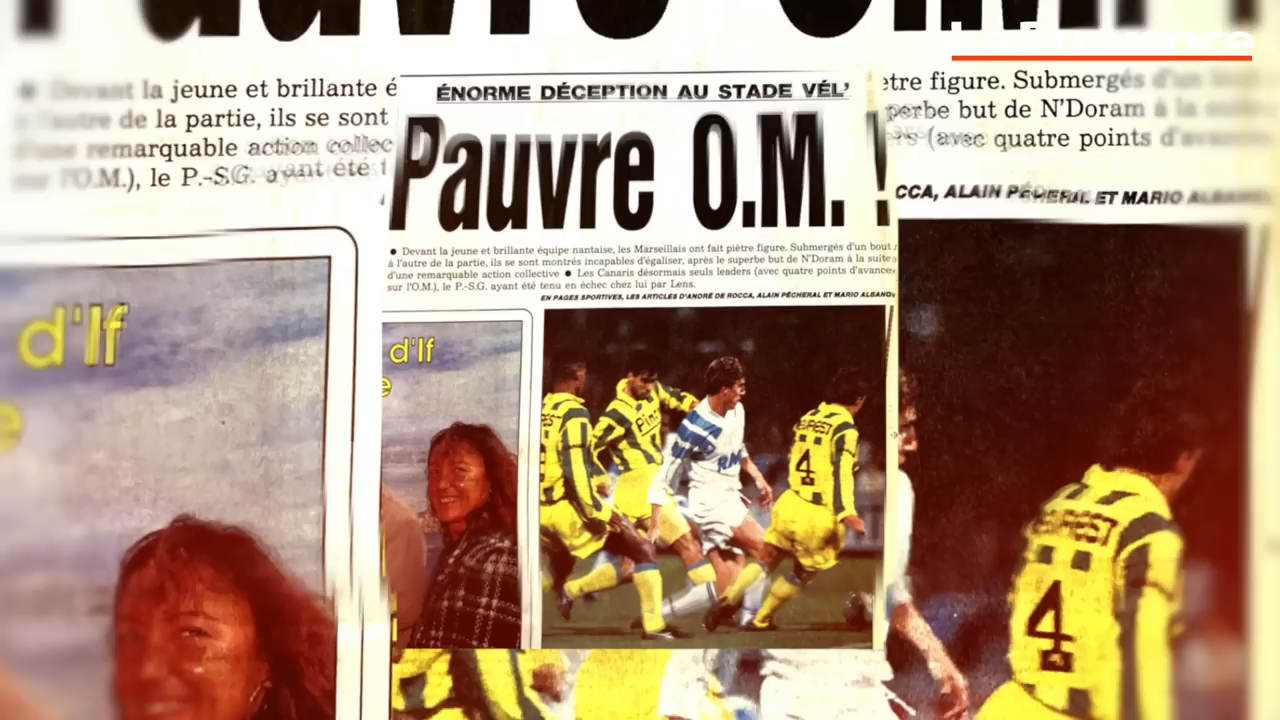 Pauvre O.M. !
Devant la jeune et brillante é
l'autre de la partie, ils se sont
d'une remarquable action collec
sur l'O.M.), le P.-S.G. ayant été t
ètre figure. Submergés d'un bout
perbe but de N'Doram à la suite
rs (avec quatre points d'avance
CCA, ALAIN PÉCHERAL ET MARIO ALBANO
ÉNORME DÉCEPTION AU STADE VÉL'
Pauvre O.M. !
● Devant la jeune et brillante équipe nantaise, les Marseillais ont fait piètre figure. Submergés d'un bout
à l'autre de la partie, ils se sont montrés incapables d'égaliser, après le superbe but de N'Doram à la suite
d'une remarquable action collective ● Les Canaris désormais seuls leaders (avec quatre points d'avance
sur l'O.M.), le P.-S.G. ayant été tenu en échec chez lui par Lens.
EN PAGES SPORTIVES, LES ARTICLES D'ANDRÉ DE ROCCA, ALAIN PÉCHERAL ET MARIO ALBANO
d'If
e
d'If
e
Pini
RM
4
4